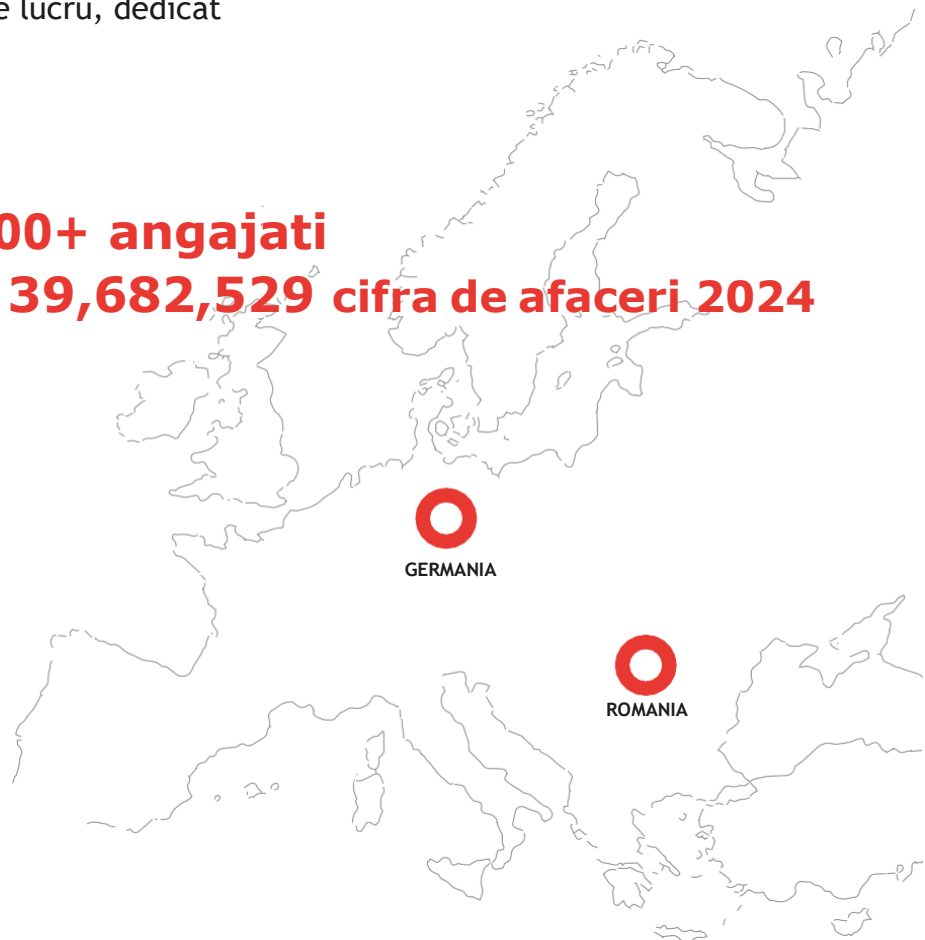 e lucru, dedicat
00+ angajati
39,682,529 cifra de afaceri 2024
GERMANIA
ROMANIA